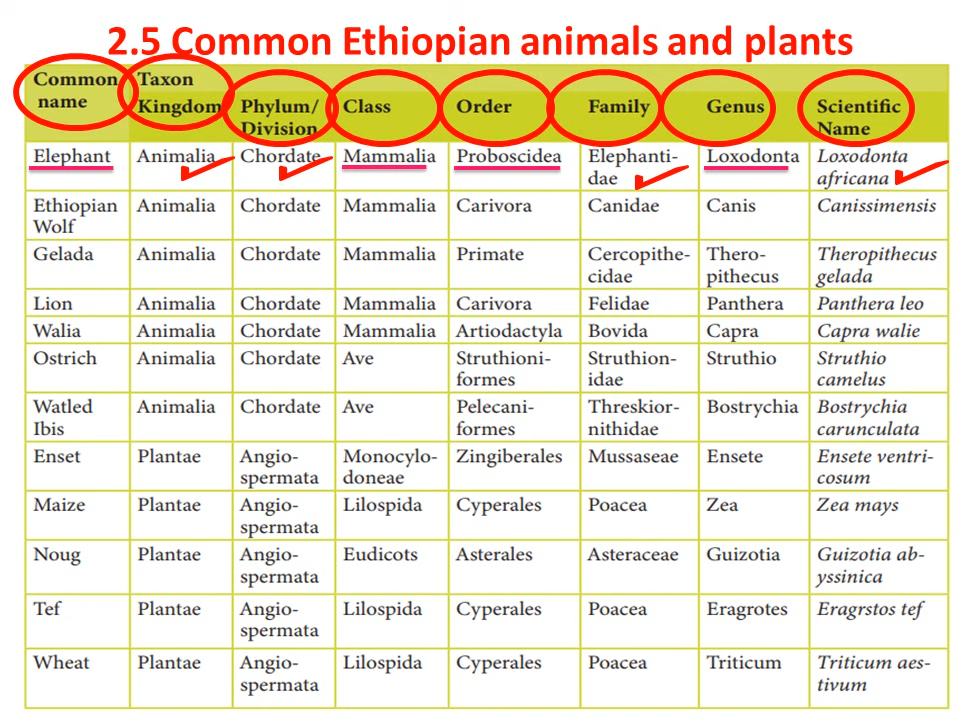 2.5 Common Ethiopian animals and plants
Common name Taxon
Kingdom Phylum/Division Class Order Family Genus Scientific Name
Elephant Animalia Chordate Mammalia Proboscidea Elephanti-dae Loxodonta Loxodonta africana
Ethiopian Wolf Animalia Chordate Mammalia Carivora Canidae Canis Canissimensis
Gelada Animalia Chordate Mammalia Primate Cercopithe-cidae Thero-pithecus Theropithecus gelada
Lion Animalia Chordate Mammalia Carivora Felidae Panthera Panthera leo
Walia Animalia Chordate Mammalia Artiodactyla Bovida Capra Capra walie
Ostrich Animalia Chordate Ave Struthioni-formes Struthion-idae Struthio Struthio camelus
Watled Ibis Animalia Chordate Ave Pelecani-formes Threskior-nithidae Bostrychia Bostrychia carunculata
Enset Plantae Angio-spermata Monocylo-doneae Zingiberales Mussaseae Ensete Ensete ventri-cosum
Maize Plantae Angio-spermata Lilospida Cyperales Poacea Zea Zea mays
Noug Plantae Angio-spermata Eudicots Asterales Asteraceae Guizotia Guizotia ab-yssinica
Tef Plantae Angio-spermata Lilospida Cyperales Poacea Eragrotes Eragrstos tef
Wheat Plantae Angio-spermata Lilospida Cyperales Poacea Triticum Triticum aes-tivum